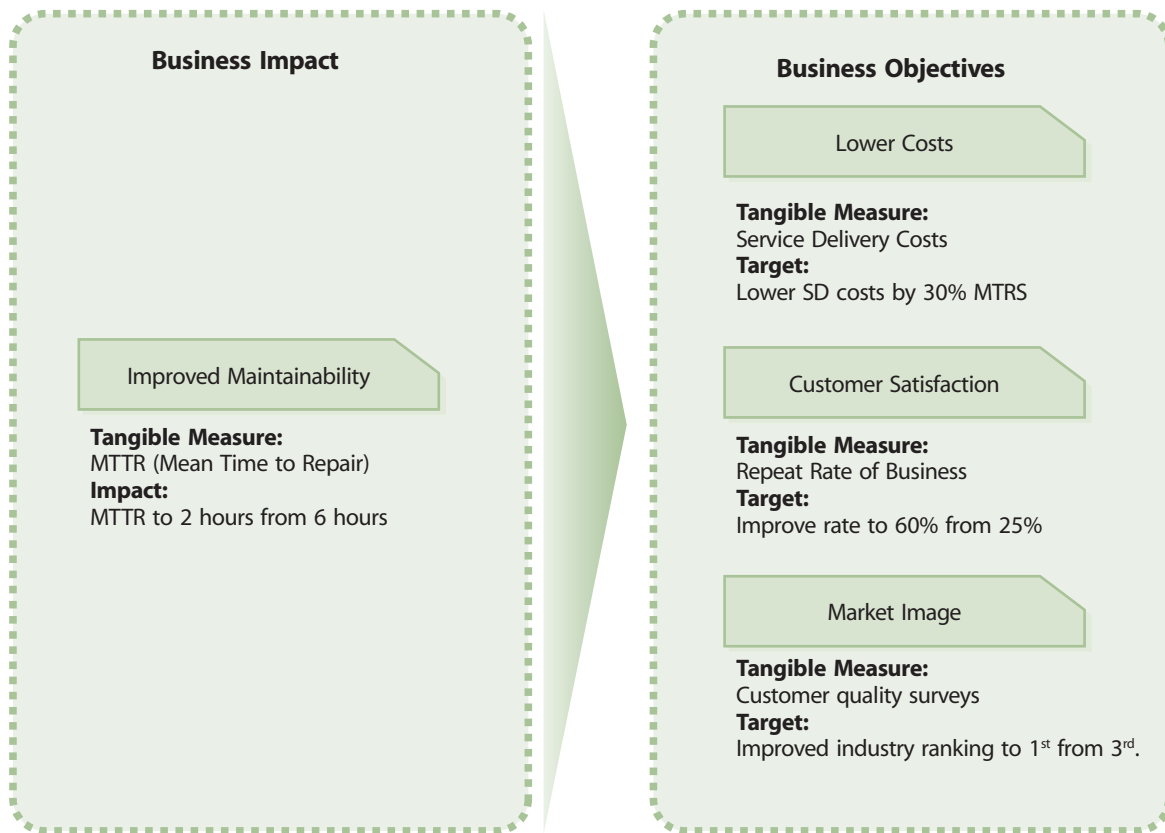 Business Impact
Improved Maintainability
Tangible Measure:
MTTR (Mean Time to Repair)
Impact:
MTTR to 2 hours from 6 hours
Business Objectives
Lower Costs
Tangible Measure:
Service Delivery Costs
Target:
Lower SD costs by 30% MTRS
Customer Satisfaction
Tangible Measure:
Repeat Rate of Business
Target:
Improve rate to 60% from 25%
Market Image
Tangible Measure:
Customer quality surveys
Target:
Improved industry ranking to 1st from 3rd.